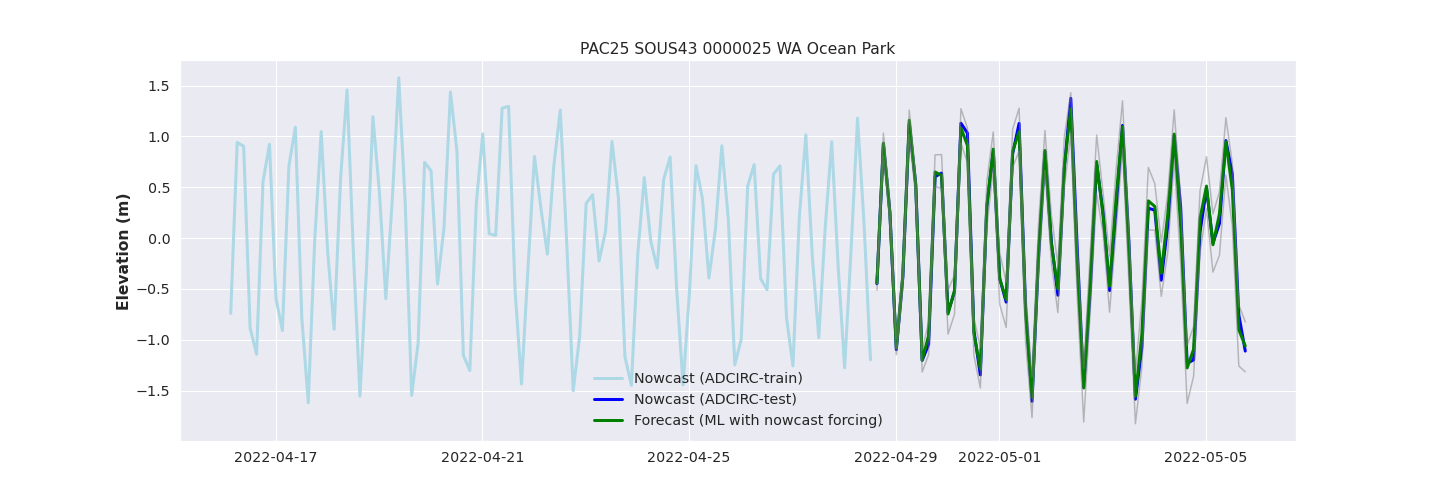 PAC25 SOUS43 0000025 WA Ocean Park
Elevation (m)
1.5
1.0
0.5
0.0
−0.5
−1.0
−1.5
Nowcast (ADCIRC-train)
Nowcast (ADCIRC-test)
Forecast (ML with nowcast forcing)
2022-04-17 2022-04-21 2022-04-25 2022-04-29 2022-05-01 2022-05-05